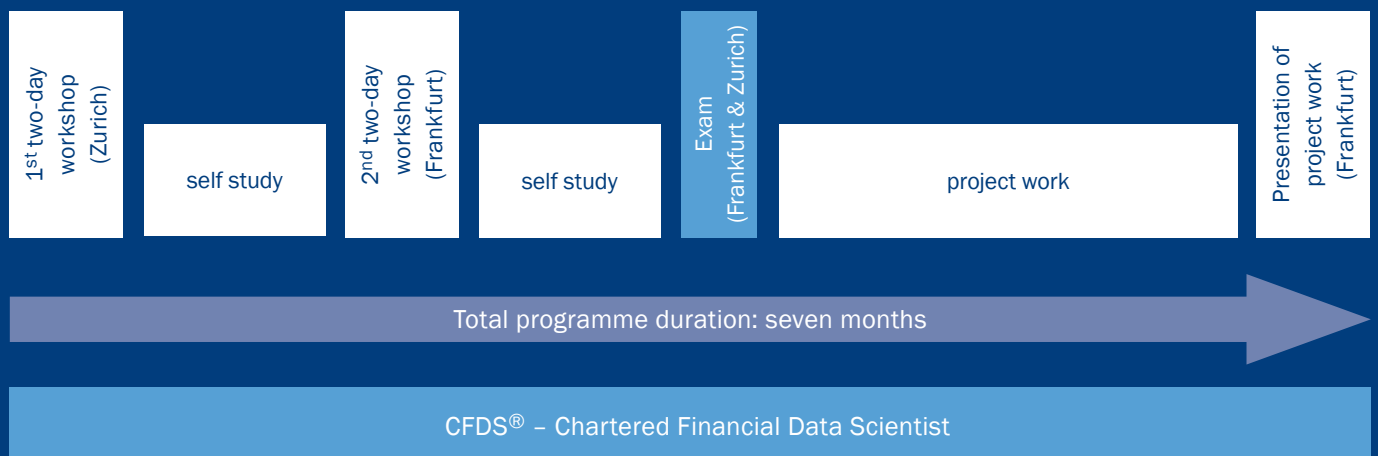 1st two-day
workshop
(Zurich)
self study
2nd two-day
workshop
(Frankfurt)
self study
Exam
(Frankfurt & Zurich)
project work
Presentation of
project work
(Frankfurt)
Total programme duration: seven months
CFDS® – Chartered Financial Data Scientist